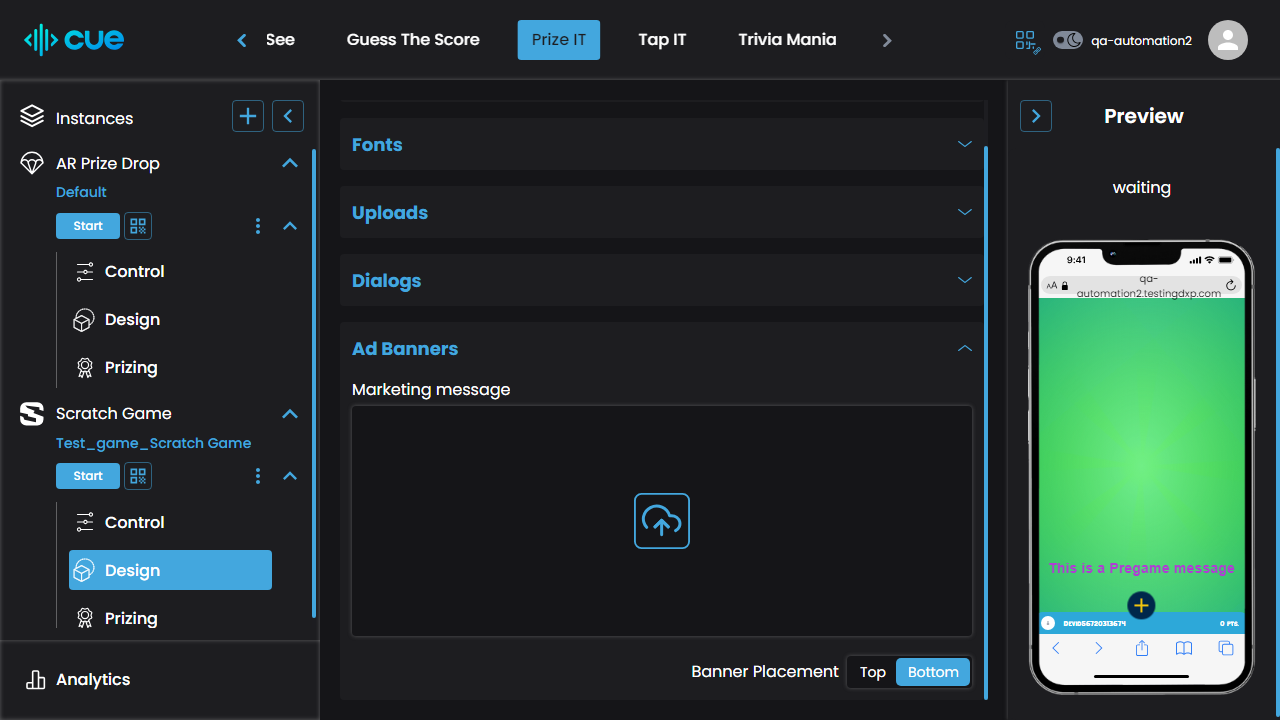 cue
See
Guess The Score
Prize IT
Tap IT
Trivia Mania
qa-automation2
Instances
AR Prize Drop
Default
Start
Control
Design
Prizing
Scratch Game
Test_game_Scratch Game
Start
Control
Design
Prizing
Analytics
Fonts
Uploads
Dialogs
Ad Banners
Marketing message
Banner Placement
Top
Bottom
Preview
waiting
9:41
AA
qa-
automation2.testingdxp.com
This is a Pregame message
0 PTS.